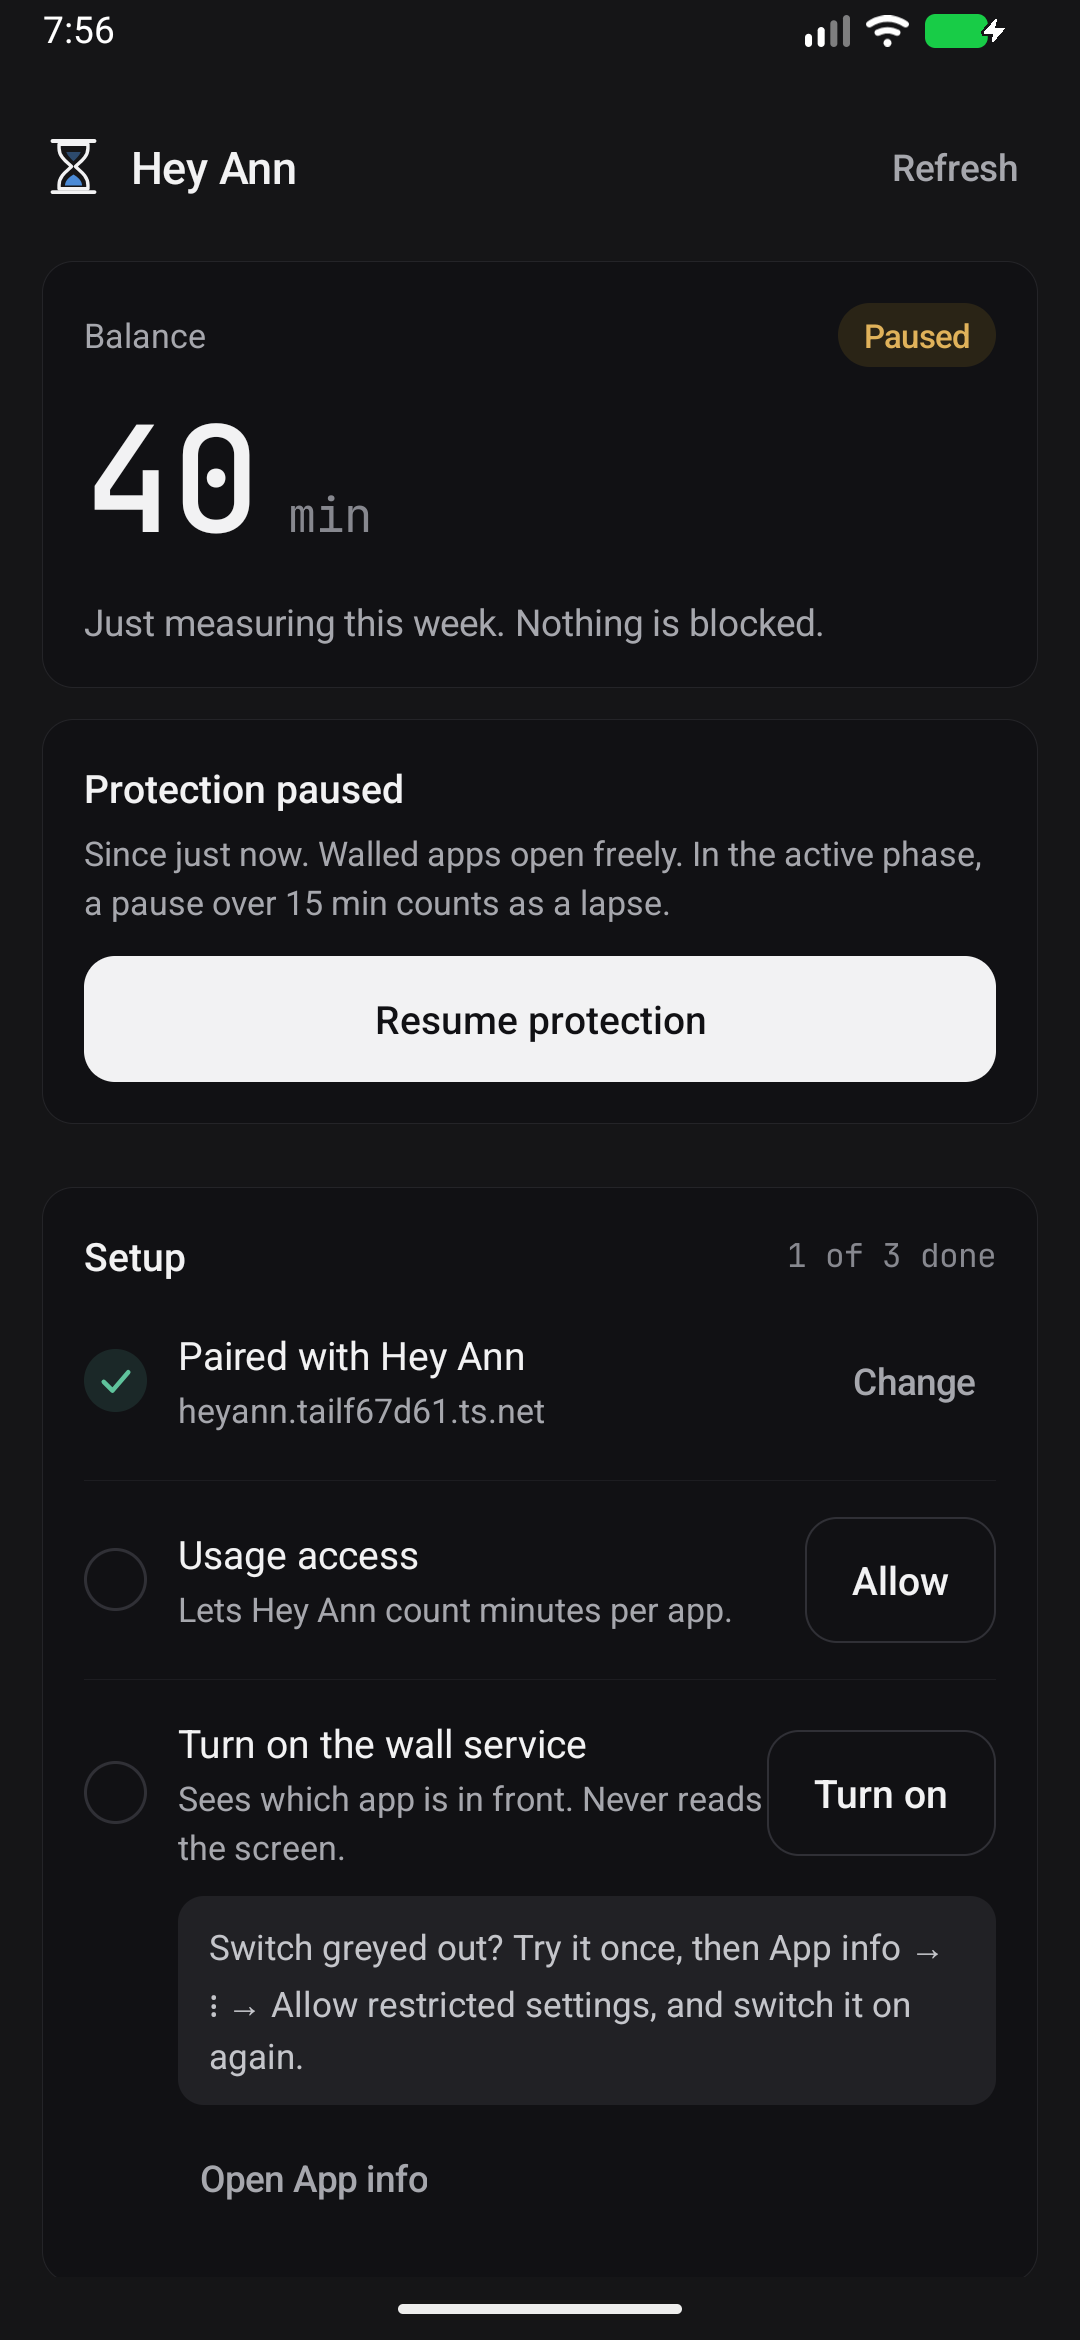 7:56
Hey Ann
Refresh
Balance
Paused
40 min
Just measuring this week. Nothing is blocked.
Protection paused
Since just now. Walled apps open freely. In the active phase,
a pause over 15 min counts as a lapse.
Resume protection
Setup
1 of 3 done
Paired with Hey Ann
heyann.tailf67d61.ts.net
Change
Usage access
Lets Hey Ann count minutes per app.
Allow
Turn on the wall service
Sees which app is in front. Never reads
the screen.
Turn on
Switch greyed out? Try it once, then App info →
⋮ → Allow restricted settings, and switch it on
again.
Open App info